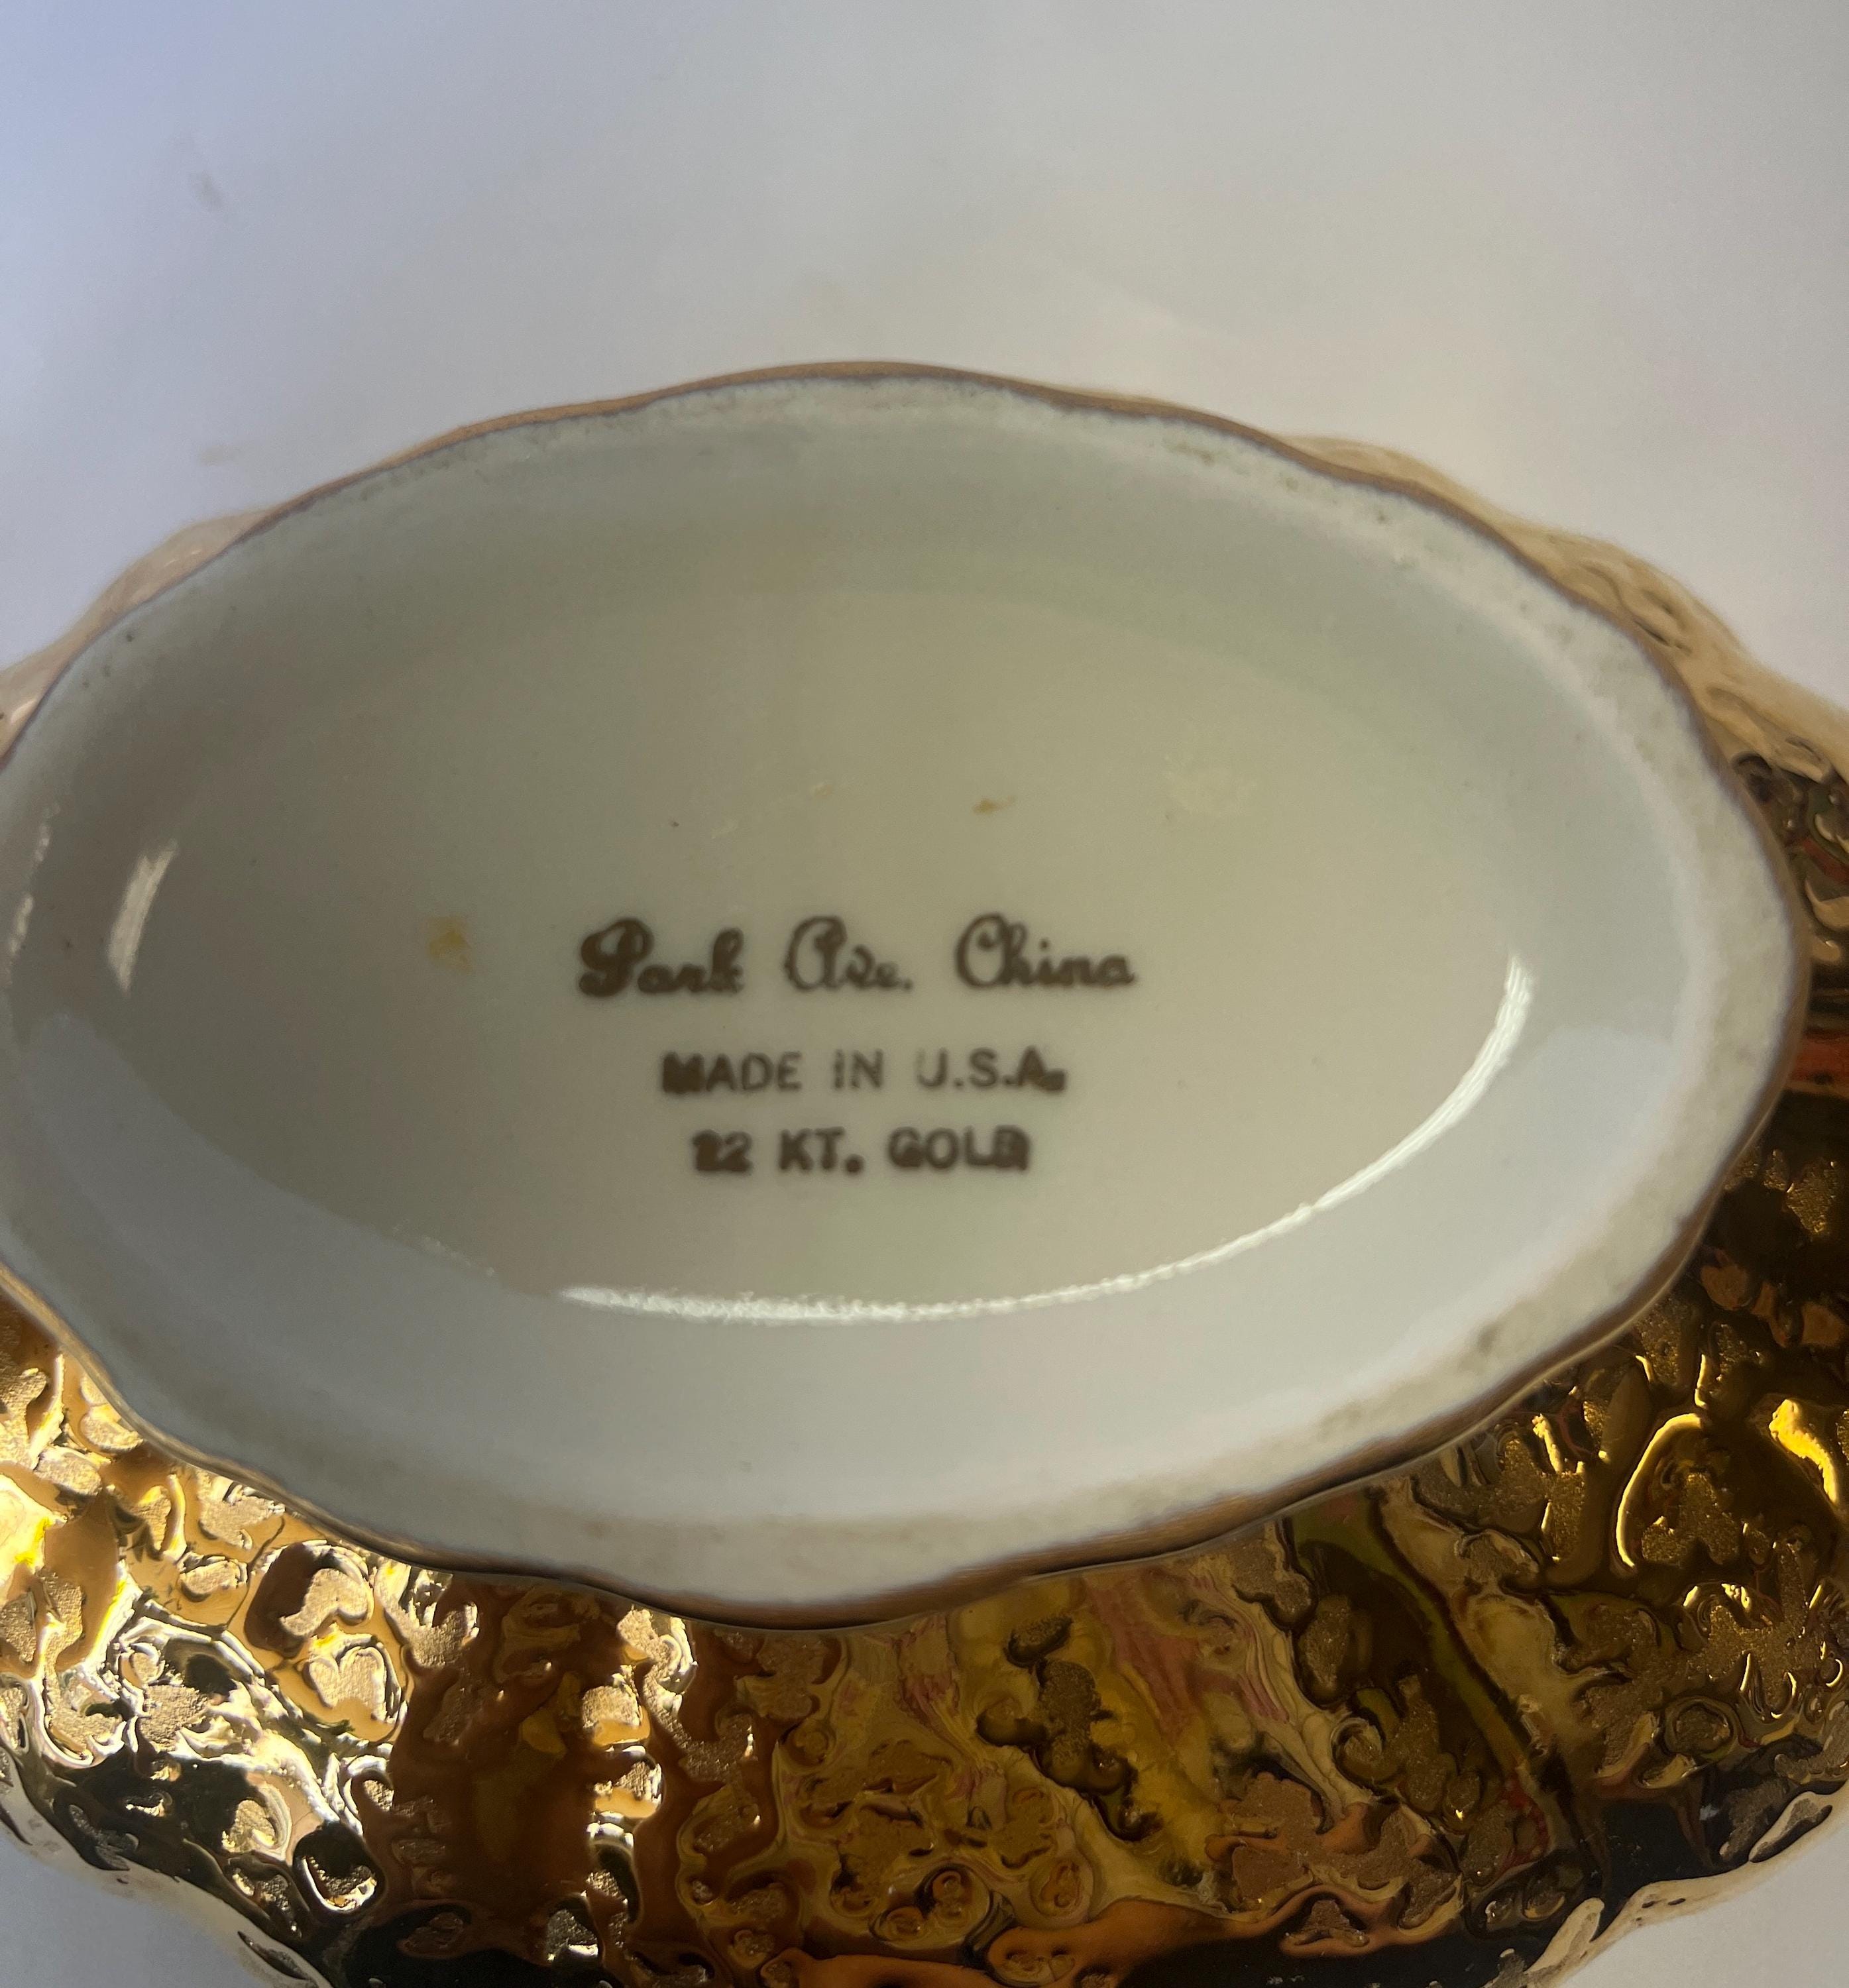 Park Ave. China
MADE IN U.S.A.
22 KT. GOLD